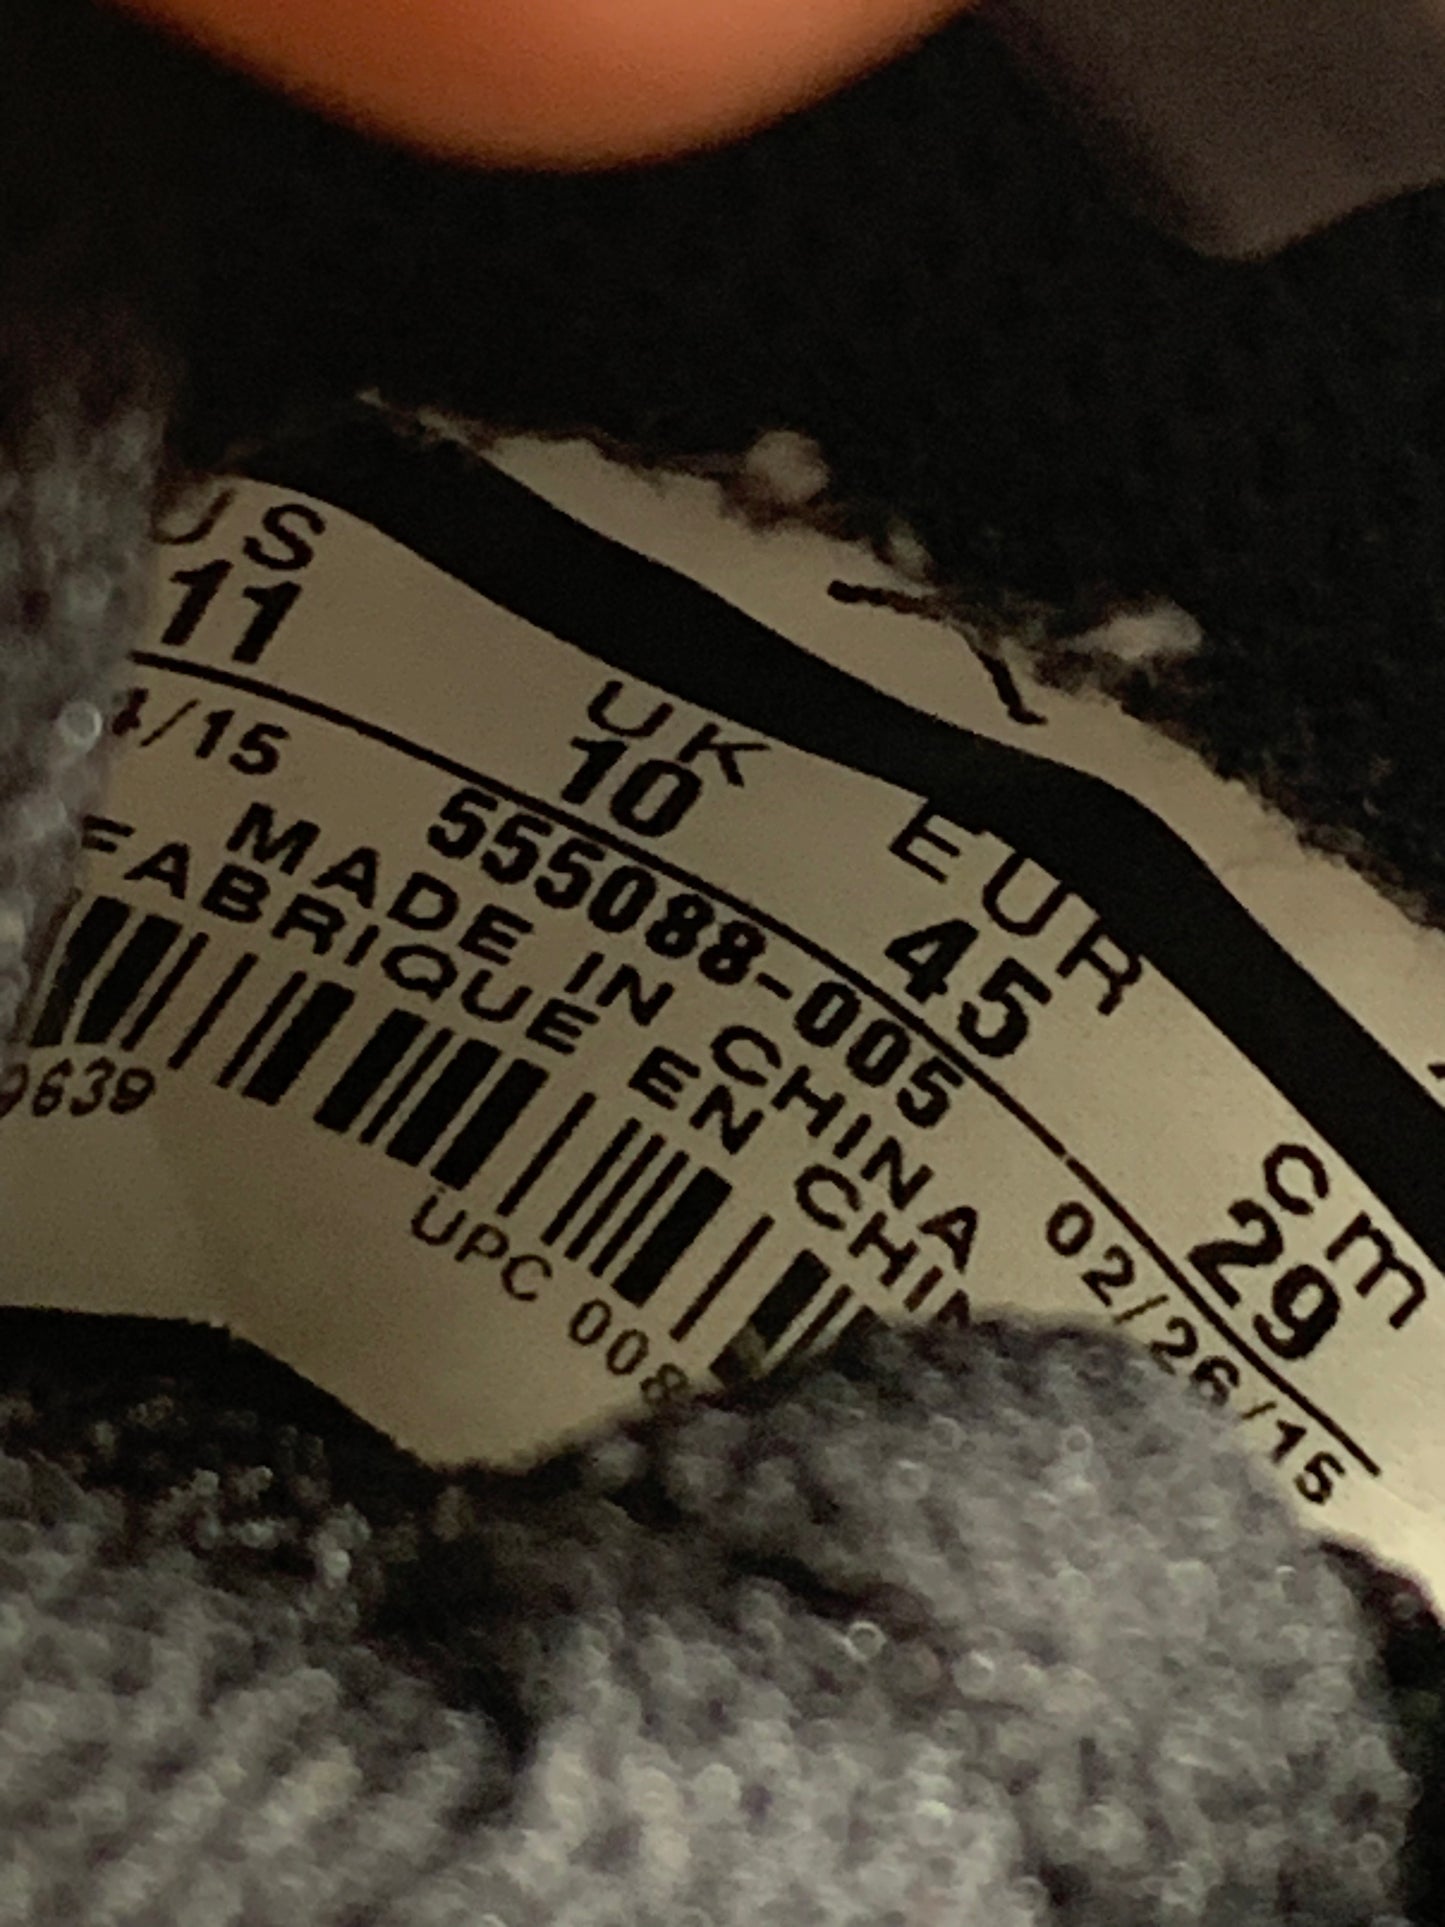 US UK EUR cm
11 10 45 29
/15 555088-005 02/26/15
MADE IN CHINA
FABRIQUE EN CHIN
9639 UPC 008